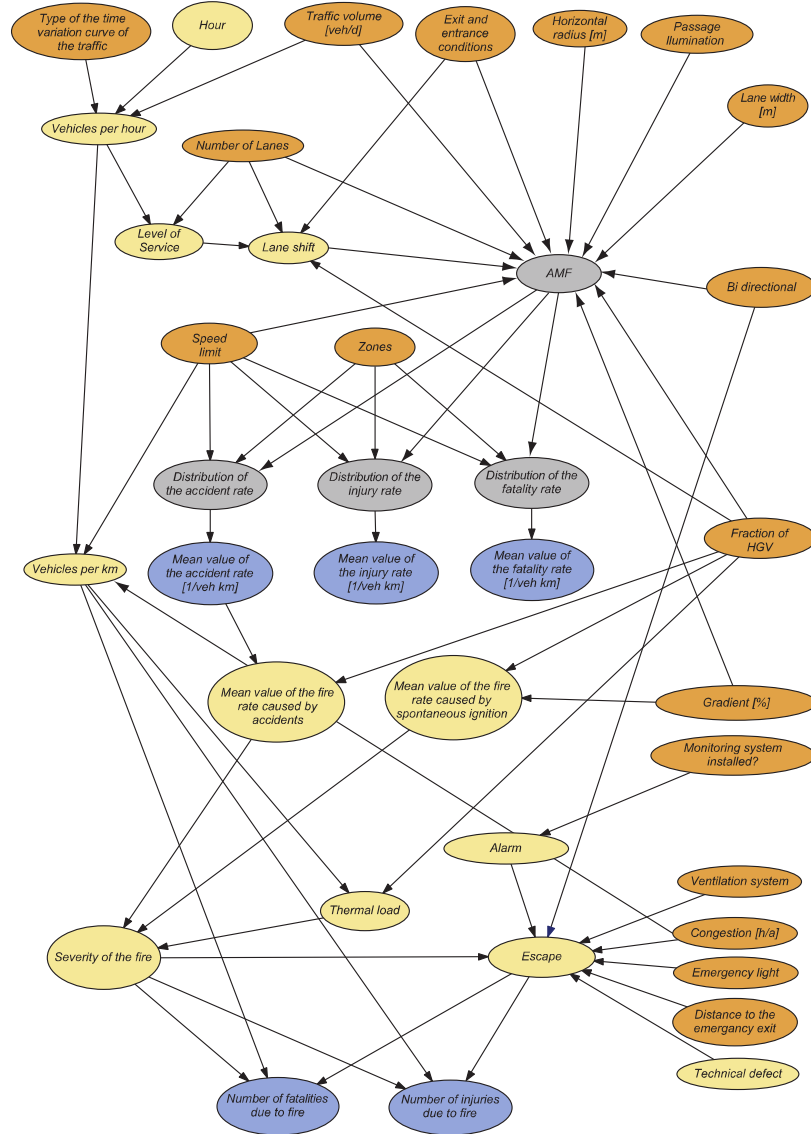 Type of the time
variation curve of
the traffic
Hour
Traffic volume
[veh/d]
Exit and
entrance
conditions
Horizontal
radius [m]
Passage
Ilumination
Lane width
[m]
Vehicles per hour
Number of Lanes
Level of
Service
Lane shift
AMF
Bi directional
Speed
limit
Zones
Distribution of
the accident rate
Distribution of the
injury rate
Distribution of the
fatality rate
Fraction of
HGV
Vehicles per km
Mean value of
the accident rate
[1/veh km]
Mean value of
the injury rate
[1/veh km]
Mean value of
the fatality rate
[1/veh km]
Mean value of the fire
rate caused by
accidents
Mean value of the fire
rate caused by
spontaneous ignition
Gradient [%]
Monitoring system
installed?
Alarm
Ventilation system
Thermal load
Congestion [h/a]
Severity of the fire
Escape
Emergency light
Distance to the
emergancy exit
Technical defect
Number of fatalities
due to fire
Number of injuries
due to fire